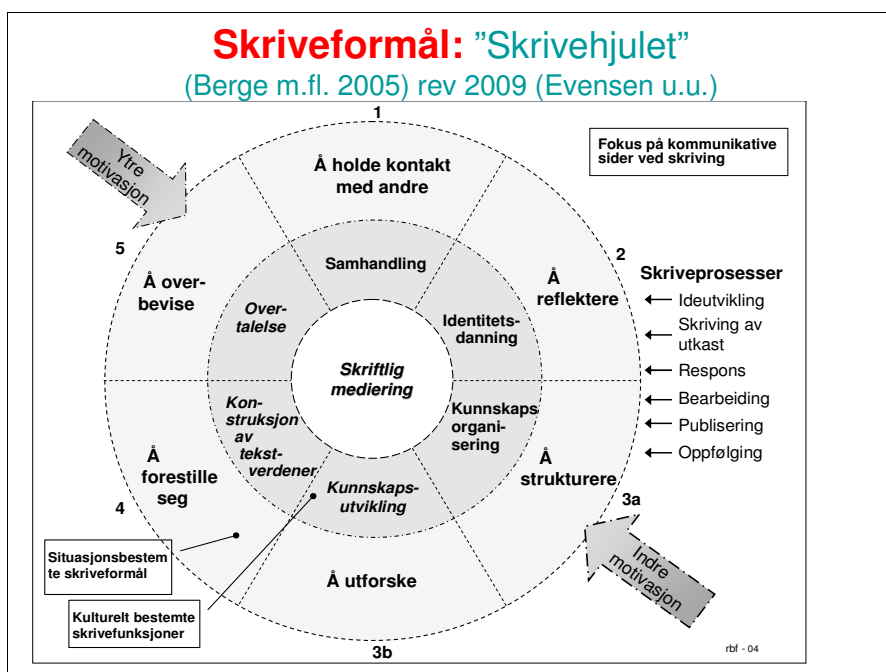 Skriveformål: ”Skrivehjulet”
(Berge m.fl. 2005) rev 2009 (Evensen u.u.)
1
Fokus på kommunikative
sider ved skriving
Ytre
motivasjon
Å holde kontakt
med andre
5
2
Å over-
bevise
Samhandling
Å
reflektere
Skriveprosesser
Ideutvikling
Skriving av
utkast
Respons
Bearbeiding
Publisering
Oppfølging
Over-
talelse
Identitets-
danning
Skriftlig
mediering
Kon-
struksjon
av
tekst-
verdener
Kunnskaps
organi-
sering
Å
forestille
seg
Å
strukturere
4
Kunnskaps-
utvikling
3a
Situasjonsbestem
te skriveformål
Å utforske
Indre
motivasjon
Kulturelt bestemte
skrivefunksjoner
3b
rbf - 04